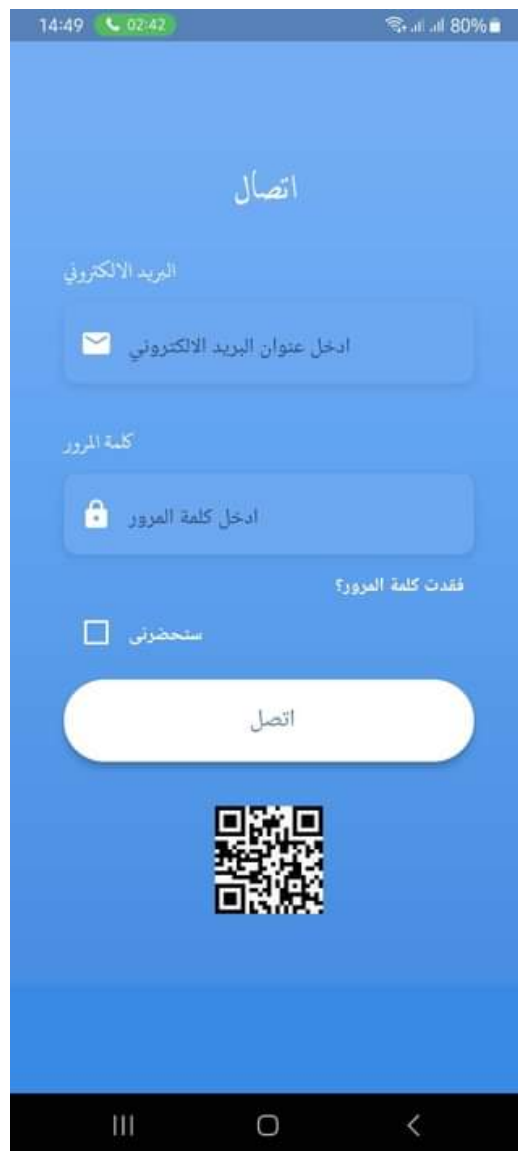 14:49 02:42 80%
اتصال
البريد الالكتروني
ادخل عنوان البريد الالكتروني
كلمة المرور
ادخل كلمة المرور
فقدت كلمة المرور؟
ستحضرنى
اتصل